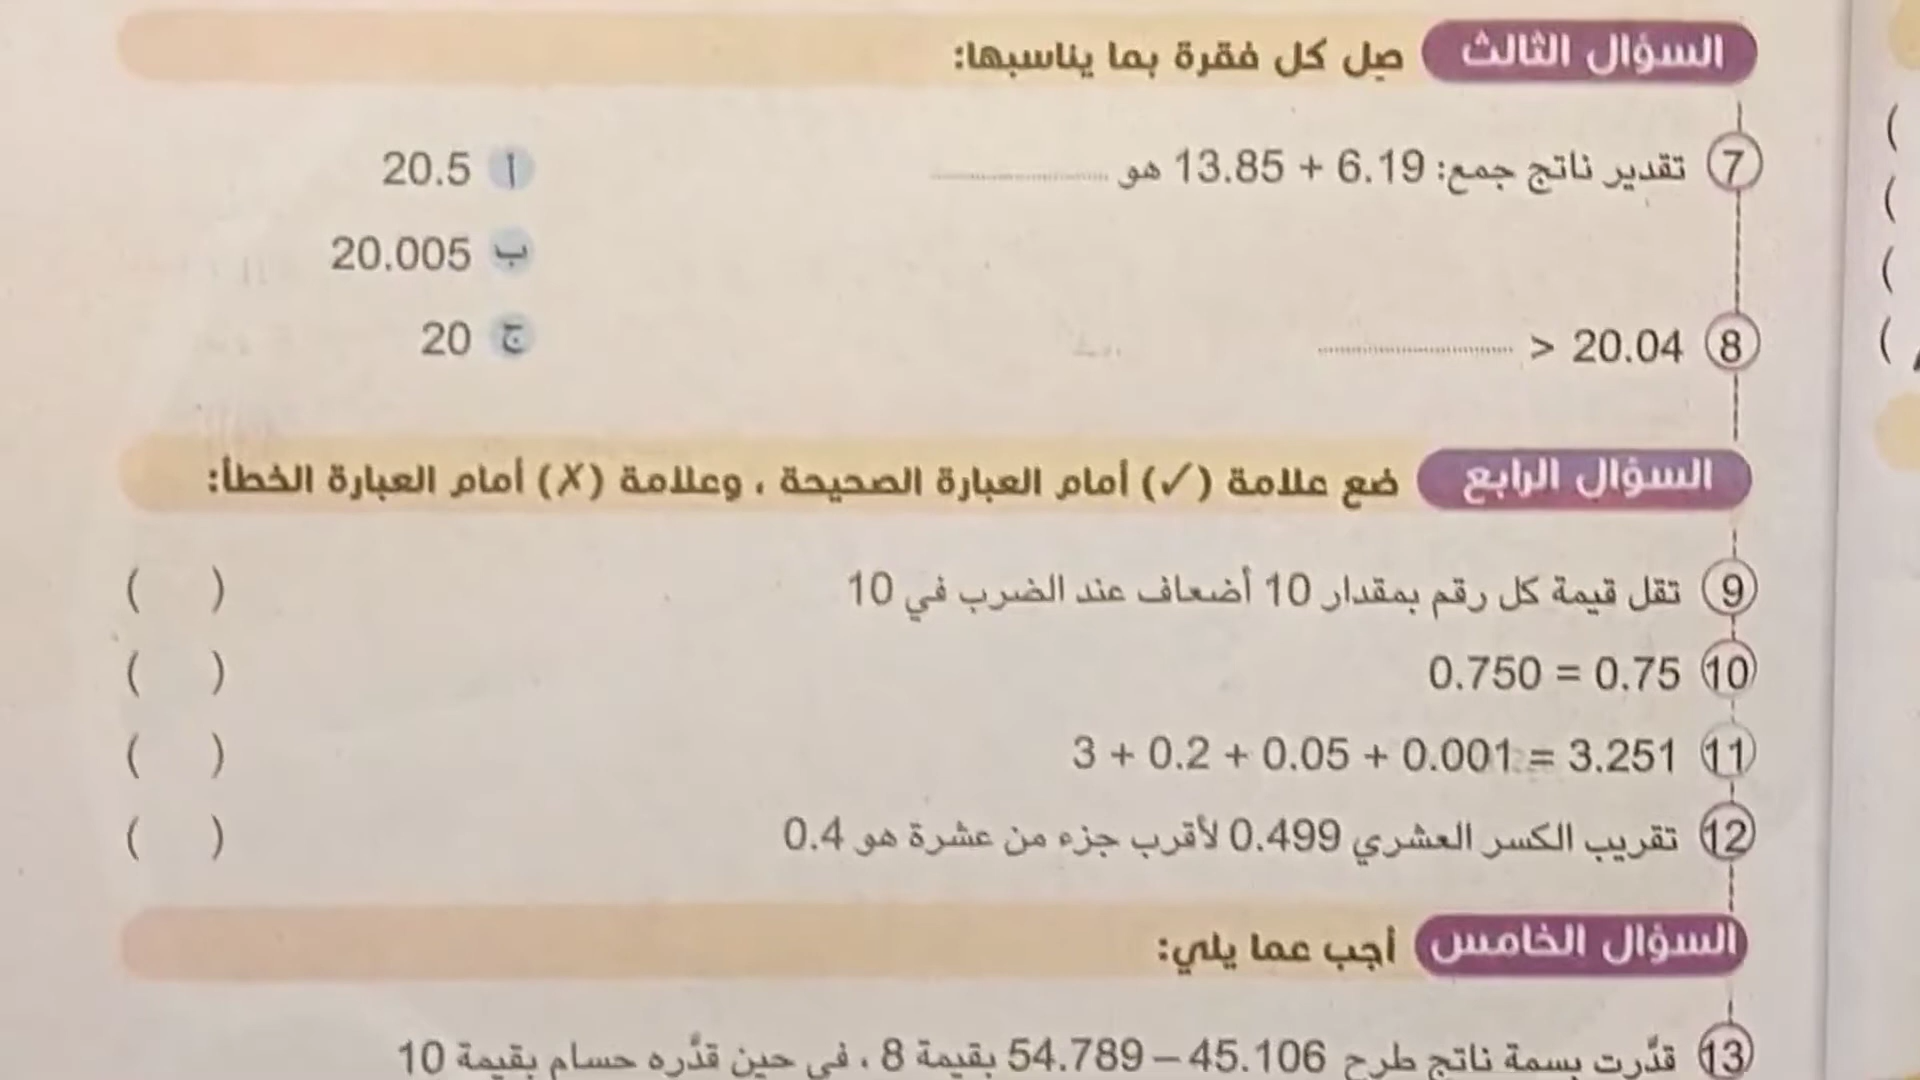 السؤال الثالث صِل كل فقرة بما يناسبها:
7 تقدير ناتج جمع: 6.19 + 13.85 هو ........
أ 20.5
ب 20.005
8 20.04 < ........
ج 20
السؤال الرابع ضع علامة (✓) أمام العبارة الصحيحة ، وعلامة (✗) أمام العبارة الخطأ:
9 تقل قيمة كل رقم بمقدار 10 أضعاف عند الضرب في 10 ( )
10 0.750 = 0.75 ( )
11 3 + 0.2 + 0.05 + 0.001 = 3.251 ( )
12 تقريب الكسر العشري 0.499 لأقرب جزء من عشرة هو 0.4 ( )
السؤال الخامس أجب عما يلي:
13 قدَّرت بسمة ناتج طرح 45.106 – 54.789 بقيمة 8 ، في حين قدَّره حسام بقيمة 10